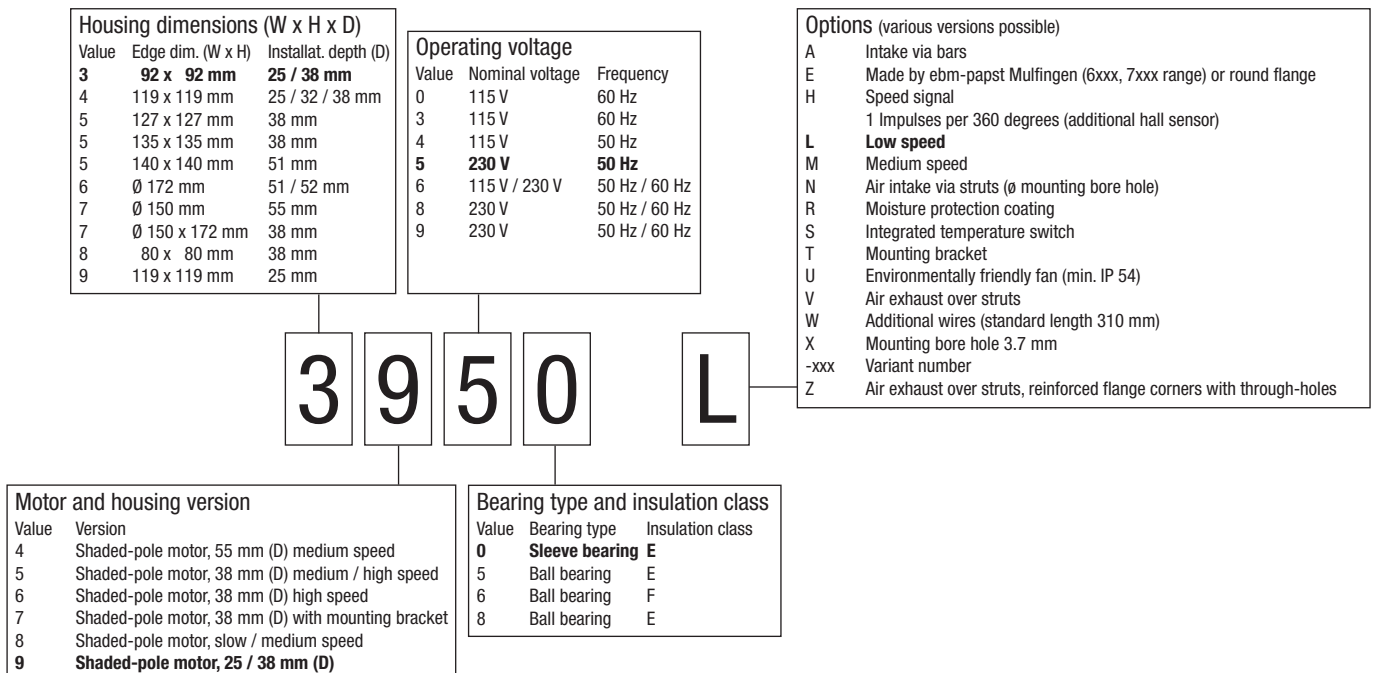 Housing dimensions (W x H x D)
Value Edge dim. (W x H) Installat. depth (D)
3 92 x 92 mm 25 / 38 mm
4 119 x 119 mm 25 / 32 / 38 mm
5 127 x 127 mm 38 mm
5 135 x 135 mm 38 mm
5 140 x 140 mm 51 mm
6 Ø 172 mm 51 / 52 mm
7 Ø 150 mm 55 mm
7 Ø 150 x 172 mm 38 mm
8 80 x 80 mm 38 mm
9 119 x 119 mm 25 mm
Operating voltage
Value Nominal voltage Frequency
0 115 V 60 Hz
3 115 V 60 Hz
4 115 V 50 Hz
5 230 V 50 Hz
6 115 V / 230 V 50 Hz / 60 Hz
8 230 V 50 Hz / 60 Hz
9 230 V 50 Hz / 60 Hz
Options (various versions possible)
A Intake via bars
E Made by ebm-papst Mulfingen (6xxx, 7xxx range) or round flange
H Speed signal
1 Impulses per 360 degrees (additional hall sensor)
L Low speed
M Medium speed
N Air intake via struts (ø mounting bore hole)
R Moisture protection coating
S Integrated temperature switch
T Mounting bracket
U Environmentally friendly fan (min. IP 54)
V Air exhaust over struts
W Additional wires (standard length 310 mm)
X Mounting bore hole 3.7 mm
-xxx Variant number
Z Air exhaust over struts, reinforced flange corners with through-holes
3 9 5 0 L
Motor and housing version
Value Version
4 Shaded-pole motor, 55 mm (D) medium speed
5 Shaded-pole motor, 38 mm (D) medium / high speed
6 Shaded-pole motor, 38 mm (D) high speed
7 Shaded-pole motor, 38 mm (D) with mounting bracket
8 Shaded-pole motor, slow / medium speed
9 Shaded-pole motor, 25 / 38 mm (D)
Bearing type and insulation class
Value Bearing type Insulation class
0 Sleeve bearing E
5 Ball bearing E
6 Ball bearing F
8 Ball bearing E